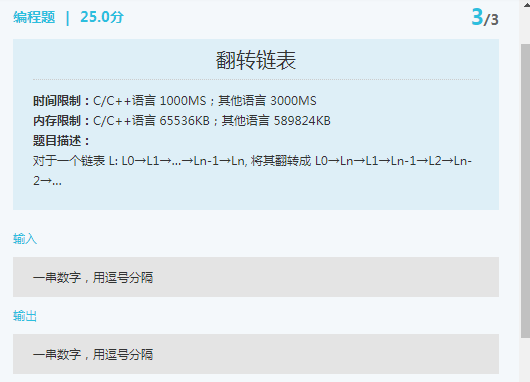 编程题 | 25.0分
3/3
翻转链表
时间限制：C/C++语言 1000MS；其他语言 3000MS
内存限制：C/C++语言 65536KB；其他语言 589824KB
题目描述：
对于一个链表 L: L0→L1→…→Ln-1→Ln, 将其翻转成 L0→Ln→L1→Ln-1→L2→Ln-
2→…
输入
一串数字，用逗号分隔
输出
一串数字，用逗号分隔